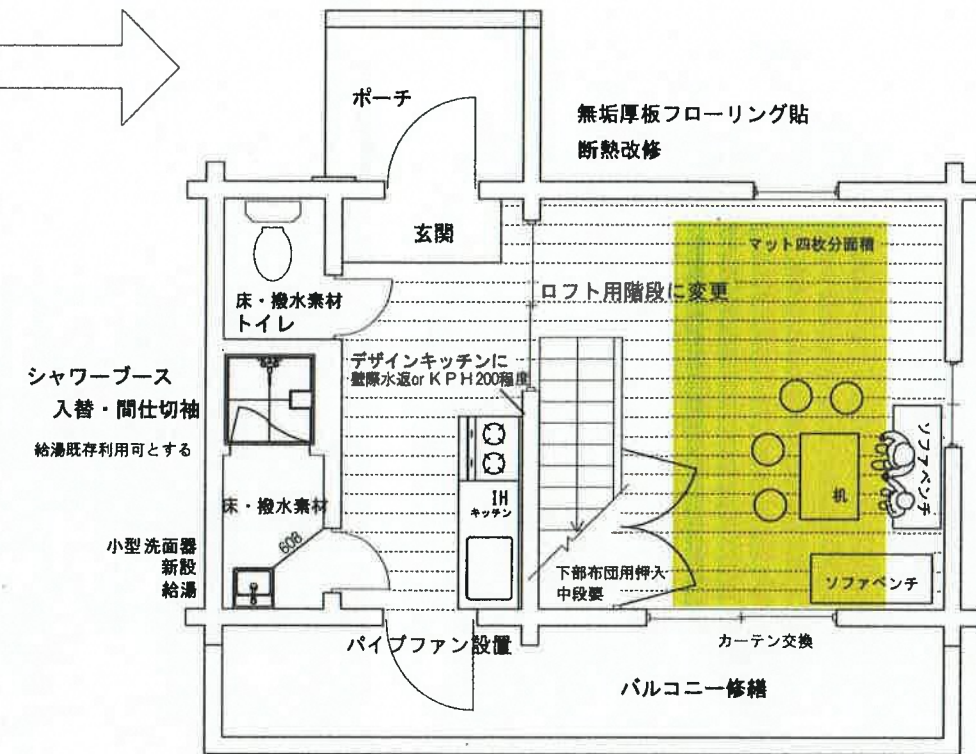 ポーチ
無垢厚板フローリング貼
断熱改修
玄関
マット四枚分面積
床・撥水素材
トイレ
ロフト用階段に変更
デザインキッチンに
壁際水返or KPH200程度
シャワーブース
入替・間仕切袖
給湯既存利用可とする
ソファベンチ
机
IH
キッチン
床・撥水素材
608
小型洗面器
新設
給湯
下部布団用押入
中段要
ソファベンチ
パイプファン設置
カーテン交換
バルコニー修繕